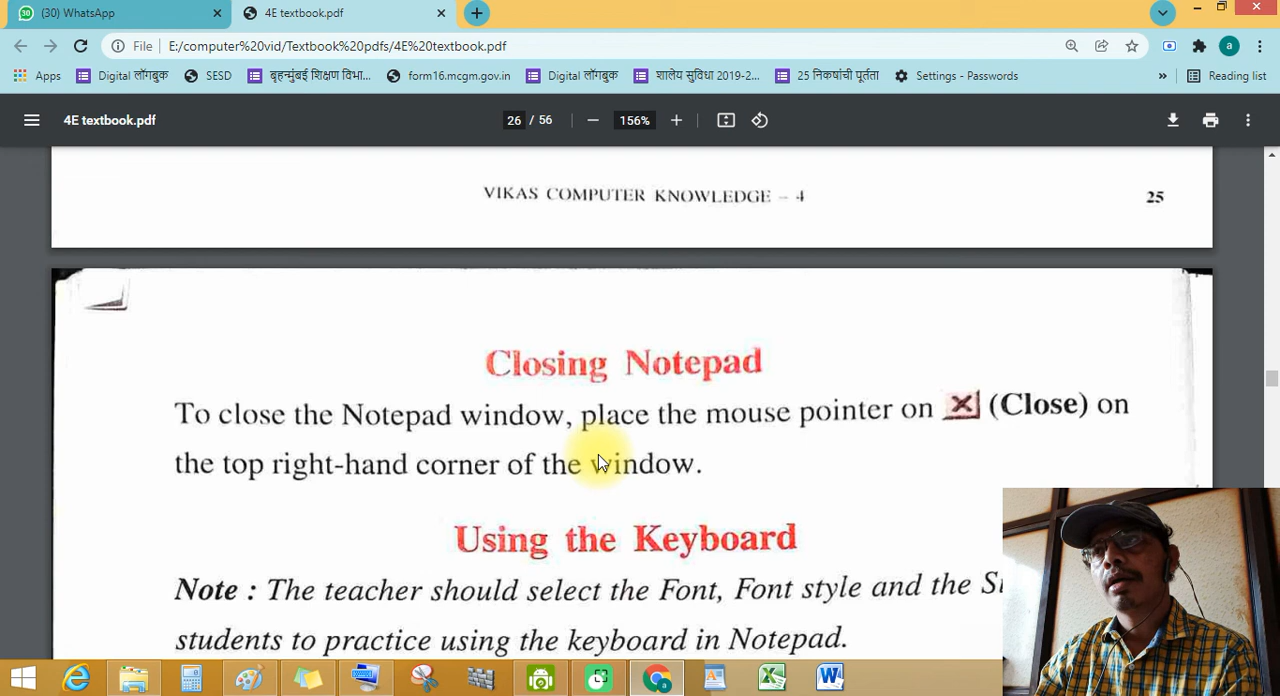 (30) WhatsApp
4E textbook.pdf
File
E:/computer%20vid/Textbook%20pdfs/4E%20textbook.pdf
a
Apps
Digital लॉगबुक
SESD
बृहन्मुंबई शिक्षण विभा...
form16.mcgm.gov.in
Digital लॉगबुक
शालेय सुविधा 2019-2...
25 निकषांची पूर्तता
Settings - Passwords
»
Reading list
4E textbook.pdf
26 / 56
156%
VIKAS COMPUTER KNOWLEDGE – 4
25
Closing Notepad
To close the Notepad window, place the mouse pointer on (Close) on
the top right-hand corner of the window.
Using the Keyboard
Note : The teacher should select the Font, Font style and the
students to practice using the keyboard in Notepad.